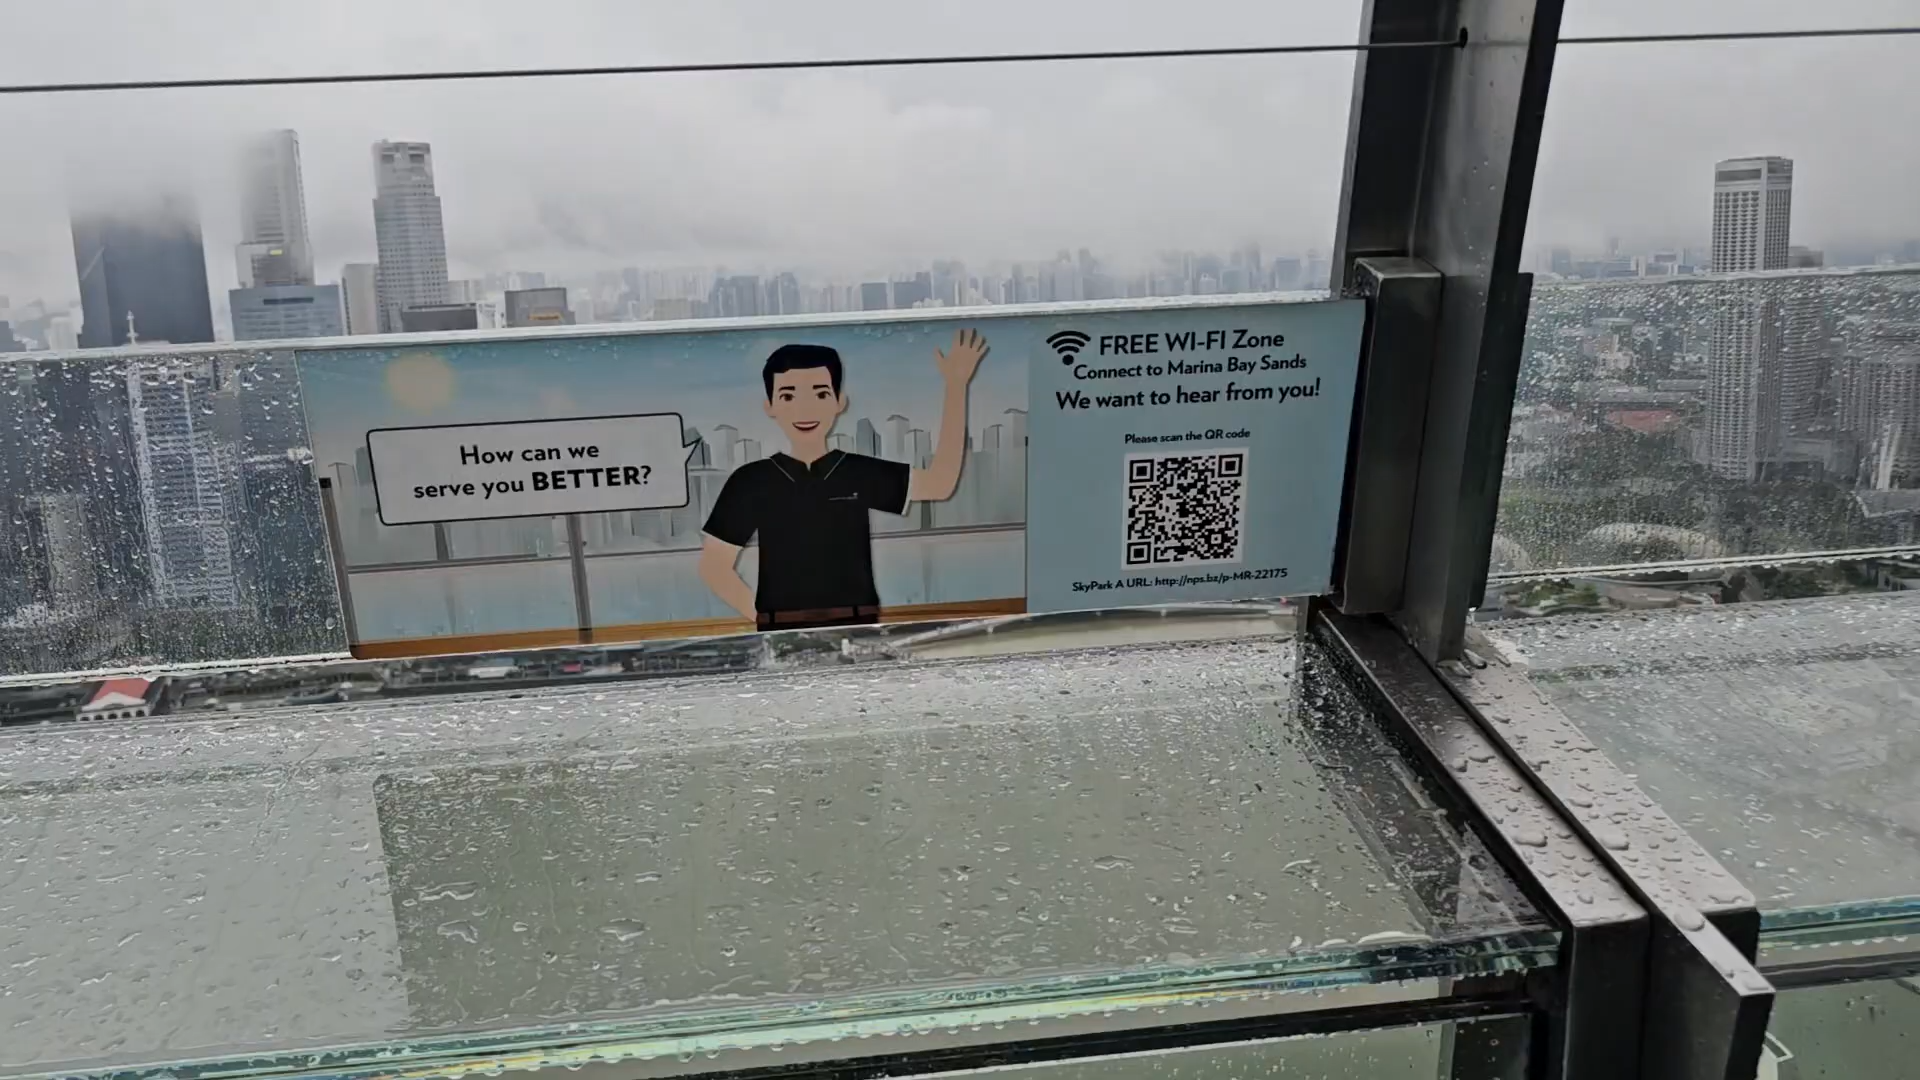 How can we
serve you BETTER?
FREE WI-FI Zone
Connect to Marina Bay Sands
We want to hear from you!
Please scan the QR code
SkyPark A URL: http://nps.bz/p-MR-22175